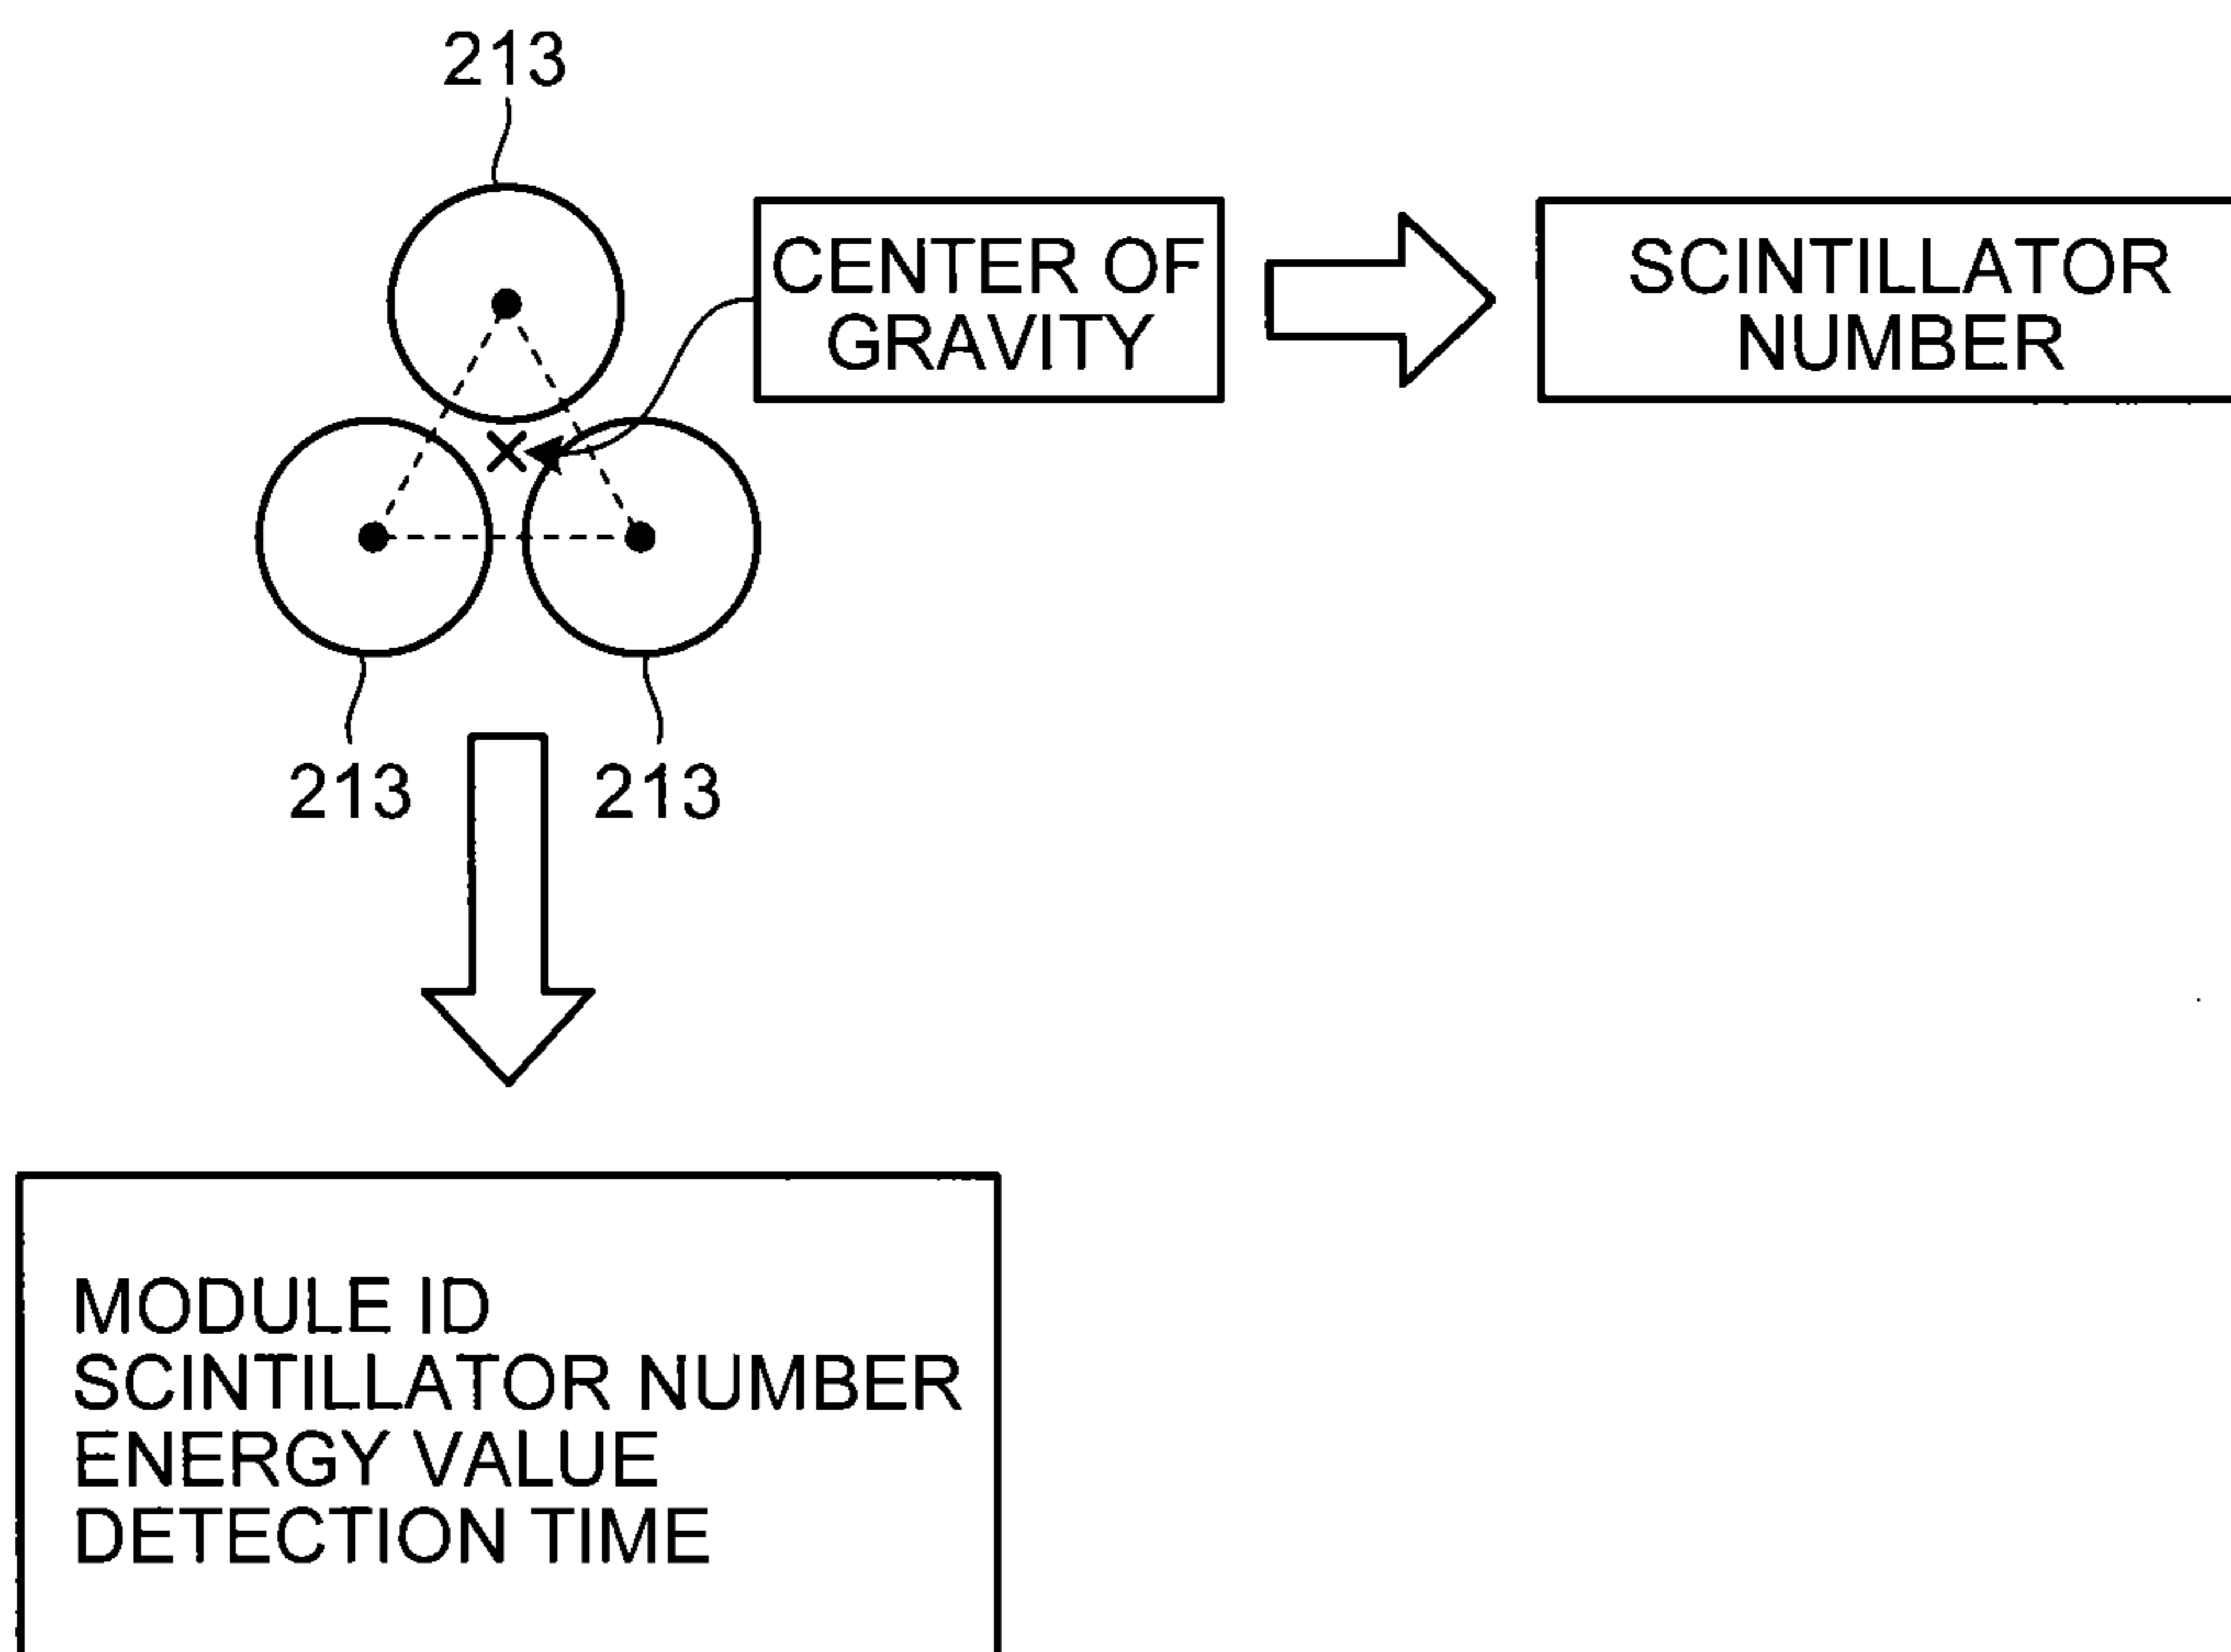 213
CENTER OF
GRAVITY
SCINTILLATOR
NUMBER
213
213
MODULE ID
SCINTILLATOR NUMBER
ENERGY VALUE
DETECTION TIME